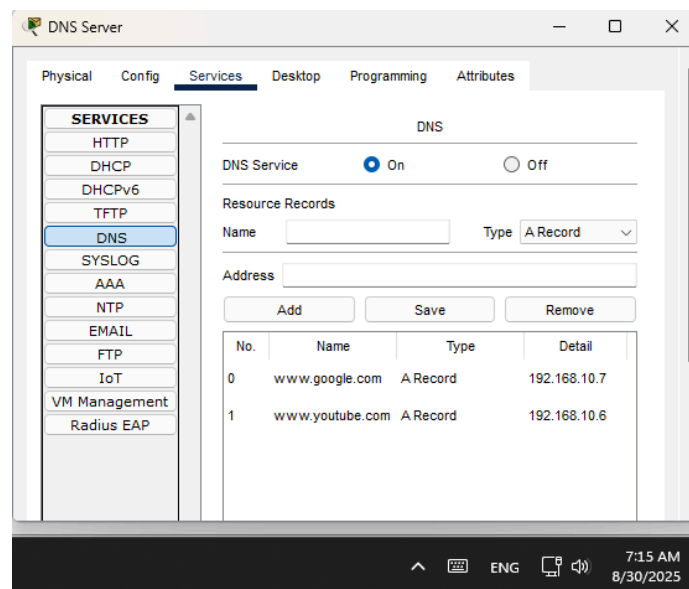 DNS Server
Physical Config Services Desktop Programming Attributes
SERVICES
HTTP
DHCP
DHCPv6
TFTP
DNS
SYSLOG
AAA
NTP
EMAIL
FTP
IoT
VM Management
Radius EAP
DNS
DNS Service On Off
Resource Records
Name Type A Record
Address
Add Save Remove
No. Name Type Detail
0 www.google.com A Record 192.168.10.7
1 www.youtube.com A Record 192.168.10.6
ENG
7:15 AM
8/30/2025